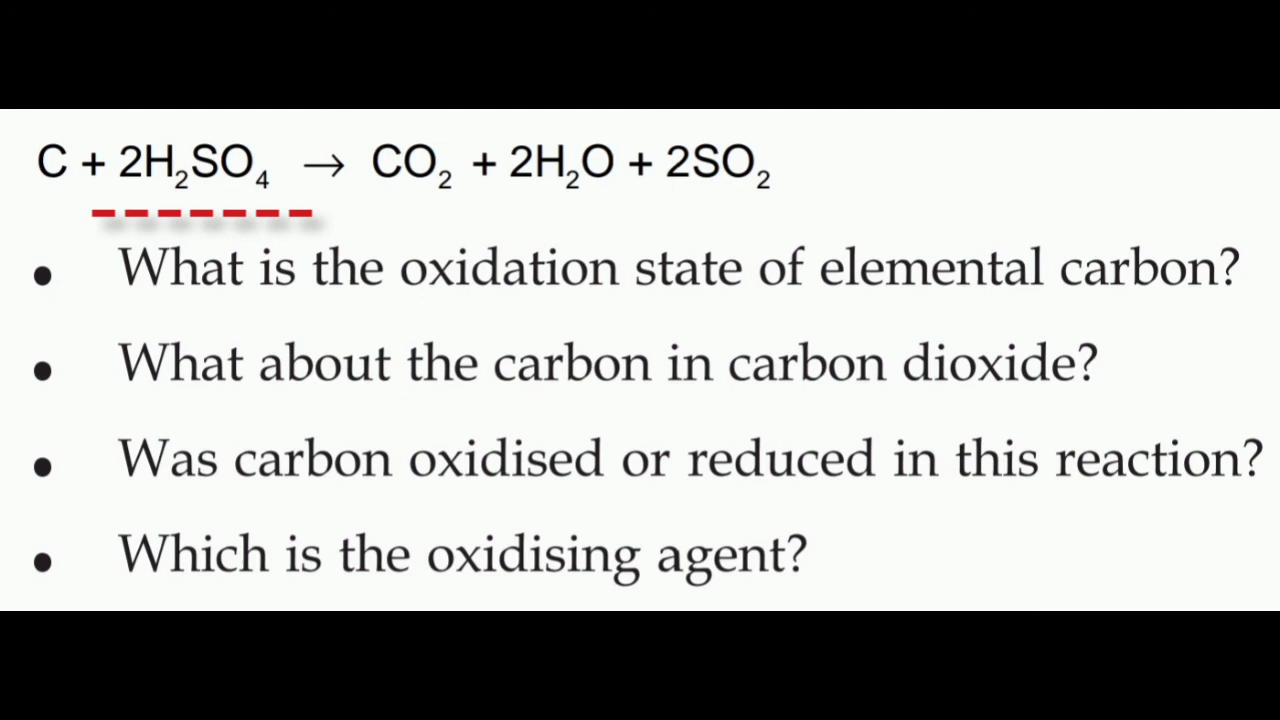 C + 2H₂SO₄ → CO₂ + 2H₂O + 2SO₂
• What is the oxidation state of elemental carbon?
• What about the carbon in carbon dioxide?
• Was carbon oxidised or reduced in this reaction?
• Which is the oxidising agent?